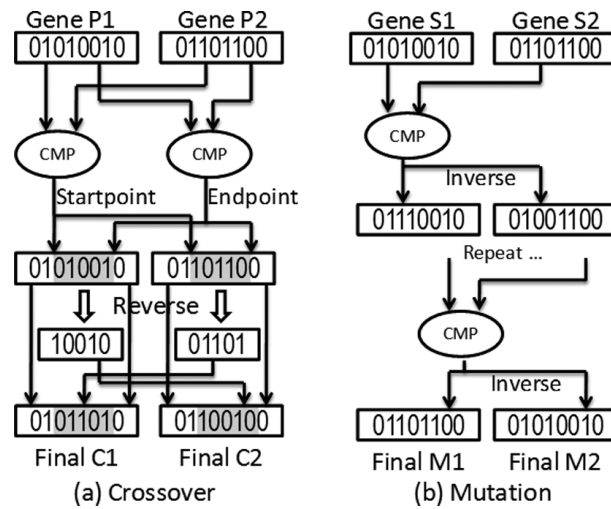 Gene P1
Gene P2
01010010
01101100
CMP
CMP
Startpoint
Endpoint
01010010
01101100
Reverse
10010
01101
01011010
01100100
Final C1
Final C2
(a) Crossover
Gene S1
Gene S2
01010010
01101100
CMP
Inverse
01110010
01001100
Repeat ...
CMP
Inverse
01101100
01010010
Final M1
Final M2
(b) Mutation